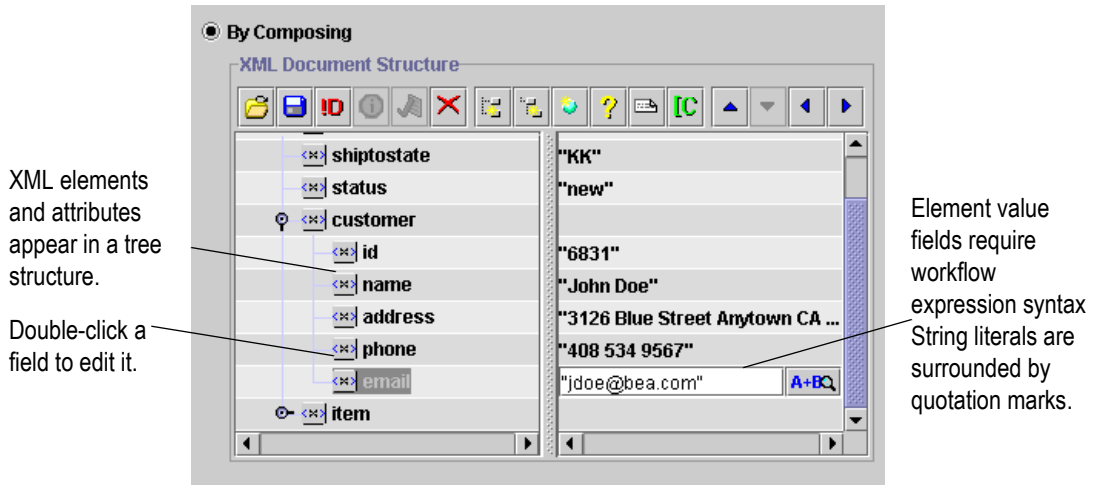 By Composing
XML Document Structure
!D ? [C
shiptostate "KK"
status "new"
customer
id "6831"
name "John Doe"
address "3126 Blue Street Anytown CA ...
phone "408 534 9567"
email "jdoe@bea.com" A+B
item
XML elements
and attributes
appear in a tree
structure.
Double-click a
field to edit it.
Element value
fields require
workflow
expression syntax
String literals are
surrounded by
quotation marks.